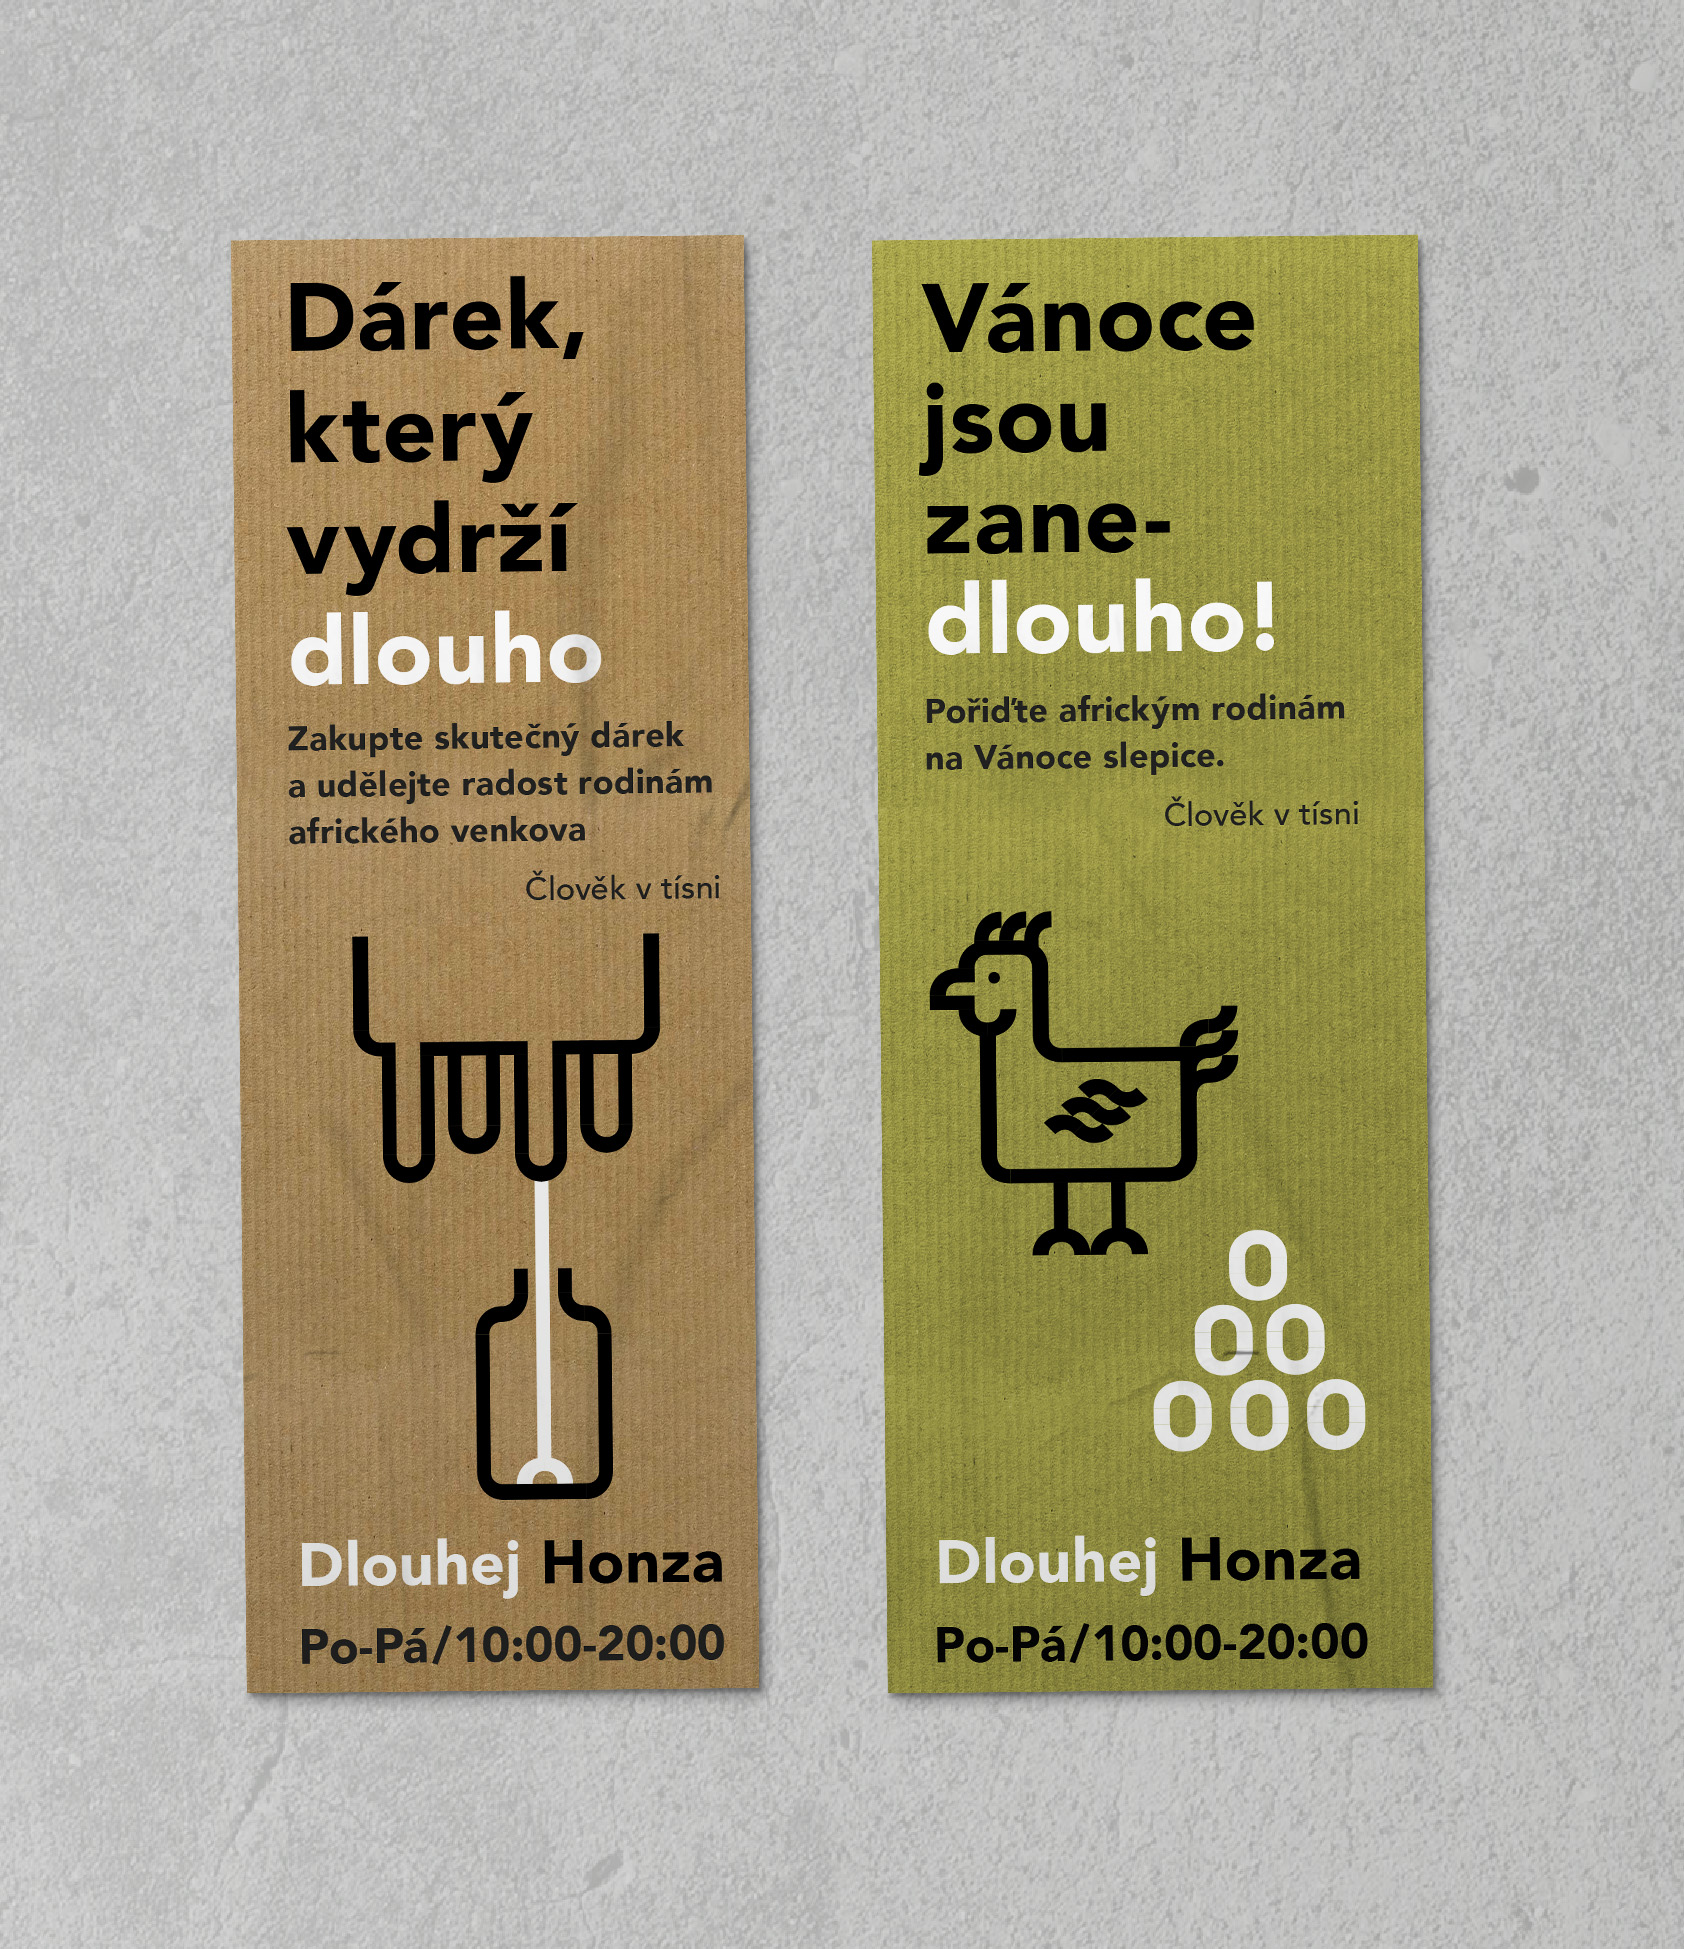 Dárek,
který
vydrží
dlouho
Zakupte skutečný dárek
a udělejte radost rodinám
afrického venkova
Člověk v tísni
Dlouhej Honza
Po-Pá/10:00-20:00
Vánoce
jsou
zane-
dlouho!
Pořiďte africkým rodinám
na Vánoce slepice.
Člověk v tísni
Dlouhej Honza
Po-Pá/10:00-20:00